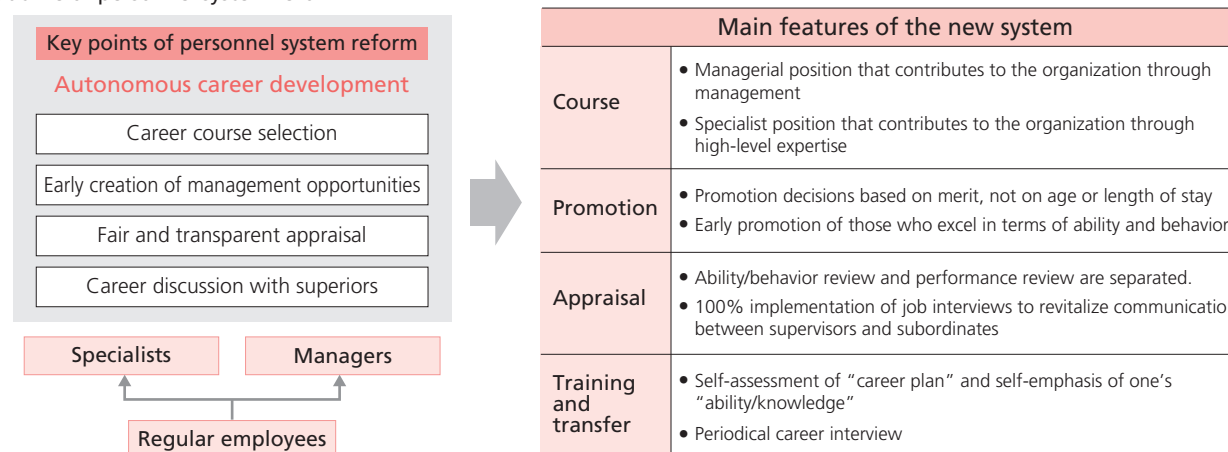 Key points of personnel system reform
Autonomous career development
Career course selection
Early creation of management opportunities
Fair and transparent appraisal
Career discussion with superiors
Specialists
Managers
Regular employees
Main features of the new system
Course
• Managerial position that contributes to the organization through
management
• Specialist position that contributes to the organization through
high-level expertise
Promotion
• Promotion decisions based on merit, not on age or length of stay
• Early promotion of those who excel in terms of ability and behavior
Appraisal
• Ability/behavior review and performance review are separated.
• 100% implementation of job interviews to revitalize communicatio
between supervisors and subordinates
Training
and
transfer
• Self-assessment of “career plan” and self-emphasis of one’s
“ability/knowledge”
• Periodical career interview